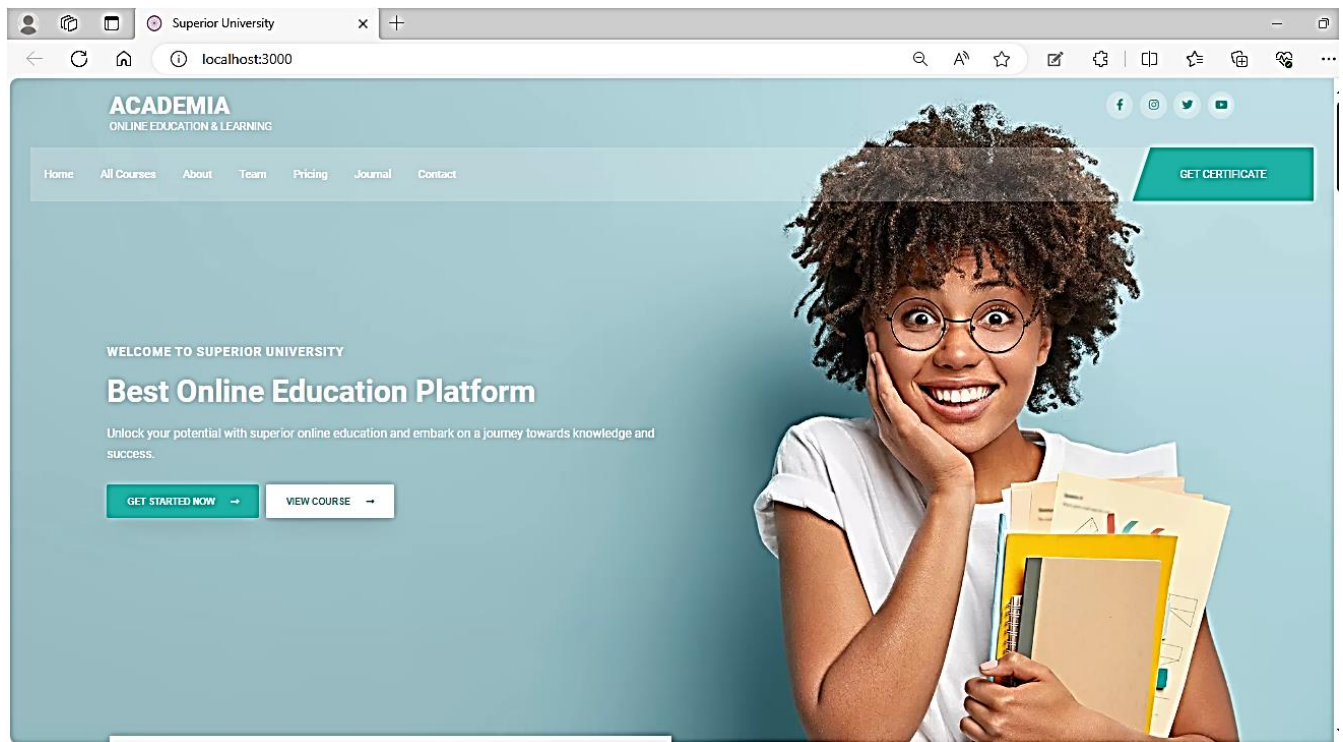 Superior University
localhost:3000
ACADEMIA
ONLINE EDUCATION & LEARNING
Home All Courses About Team Pricing Journal Contact
GET CERTIFICATE
WELCOME TO SUPERIOR UNIVERSITY
Best Online Education Platform
Unlock your potential with superior online education and embark on a journey towards knowledge and
success.
GET STARTED NOW → VIEW COURSE →